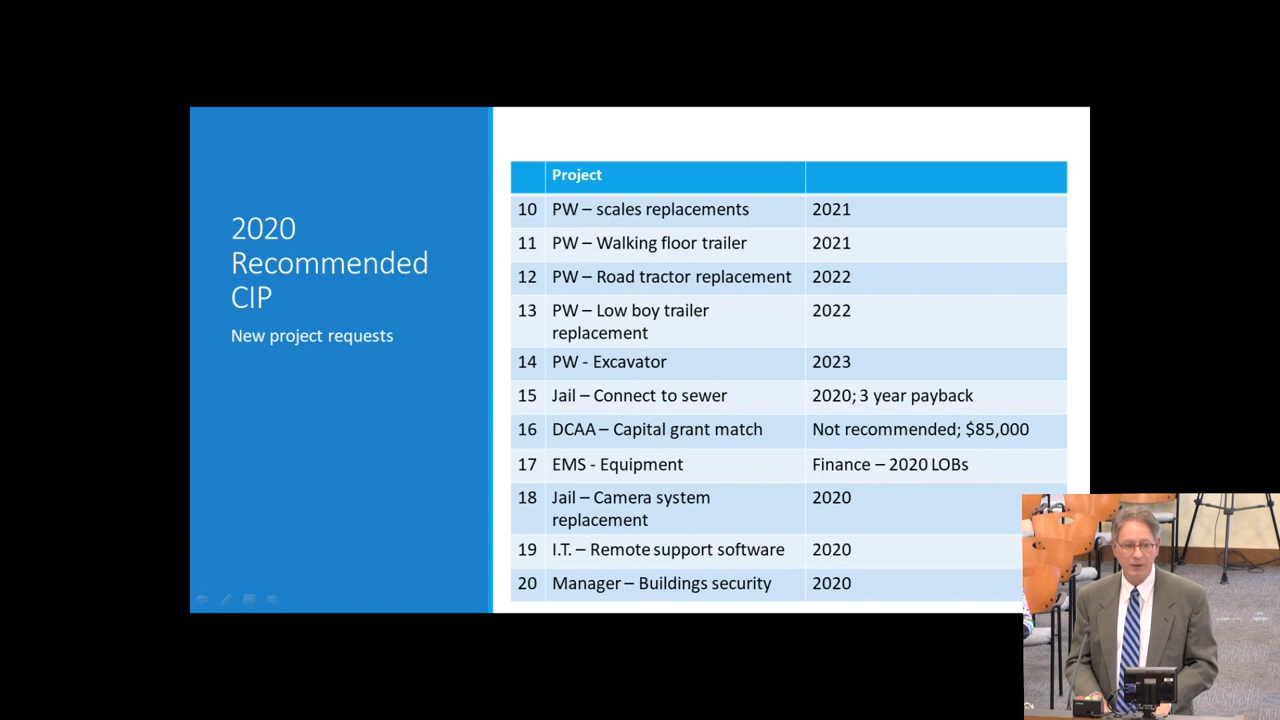 2020
Recommended
CIP
New project requests
Project
10 PW – scales replacements 2021
11 PW – Walking floor trailer 2021
12 PW – Road tractor replacement 2022
13 PW – Low boy trailer 2022
replacement
14 PW - Excavator 2023
15 Jail – Connect to sewer 2020; 3 year payback
16 DCAA – Capital grant match Not recommended; $85,000
17 EMS - Equipment Finance – 2020 LOBs
18 Jail – Camera system 2020
replacement
19 I.T. – Remote support software 2020
20 Manager – Buildings security 2020